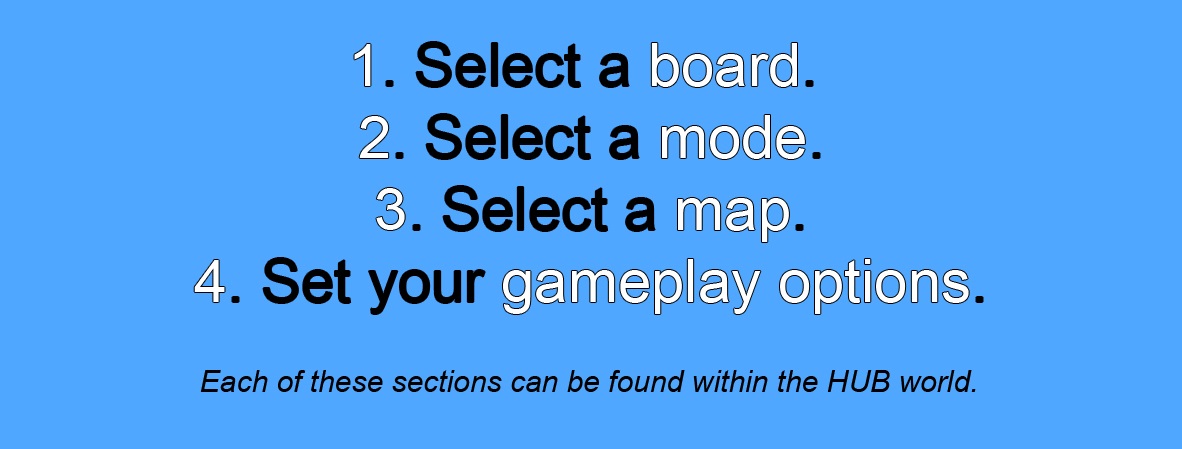 1. Select a board.
2. Select a mode.
3. Select a map.
4. Set your gameplay options.
Each of these sections can be found within the HUB world.